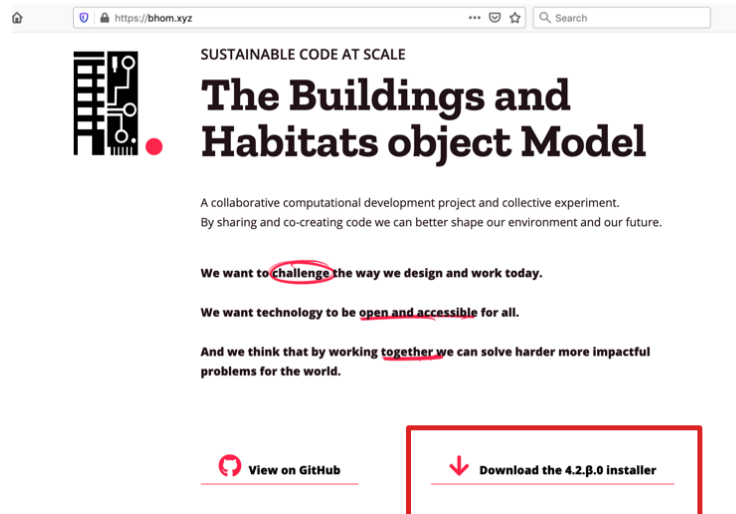 https://bhom.xyz
Search
SUSTAINABLE CODE AT SCALE
The Buildings and
Habitats object Model
A collaborative computational development project and collective experiment.
By sharing and co-creating code we can better shape our environment and our future.
We want to challenge the way we design and work today.
We want technology to be open and accessible for all.
And we think that by working together we can solve harder more impactful
problems for the world.
View on GitHub
Download the 4.2.β.0 installer